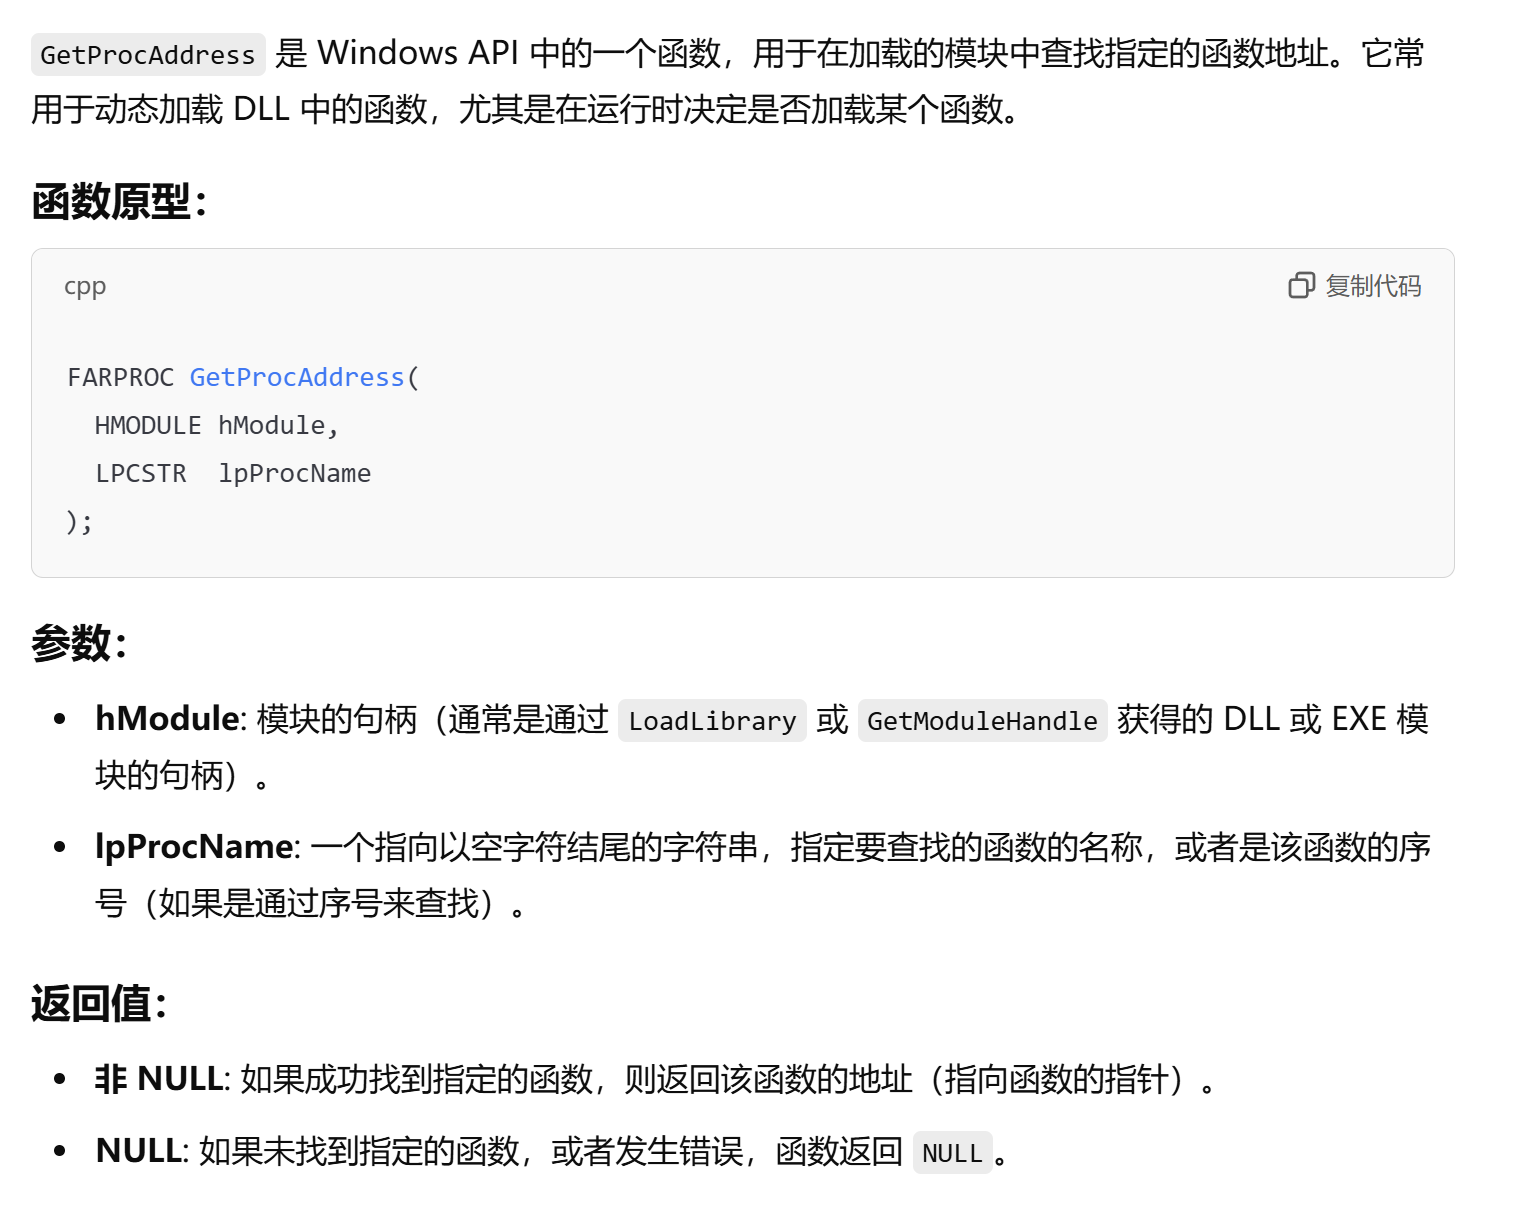 GetProcAddress 是 Windows API 中的一个函数，用于在加载的模块中查找指定的函数地址。它常
用于动态加载 DLL 中的函数，尤其是在运行时决定是否加载某个函数。
函数原型：
cpp
复制代码
FARPROC GetProcAddress(
  HMODULE hModule,
  LPCSTR  lpProcName
);
参数：
• hModule: 模块的句柄（通常是通过 LoadLibrary 或 GetModuleHandle 获得的 DLL 或 EXE 模
块的句柄）。
• lpProcName: 一个指向以空字符结尾的字符串，指定要查找的函数的名称，或者是该函数的序
号（如果是通过序号来查找）。
返回值：
• 非 NULL: 如果成功找到指定的函数，则返回该函数的地址（指向函数的指针）。
• NULL: 如果未找到指定的函数，或者发生错误，函数返回 NULL。